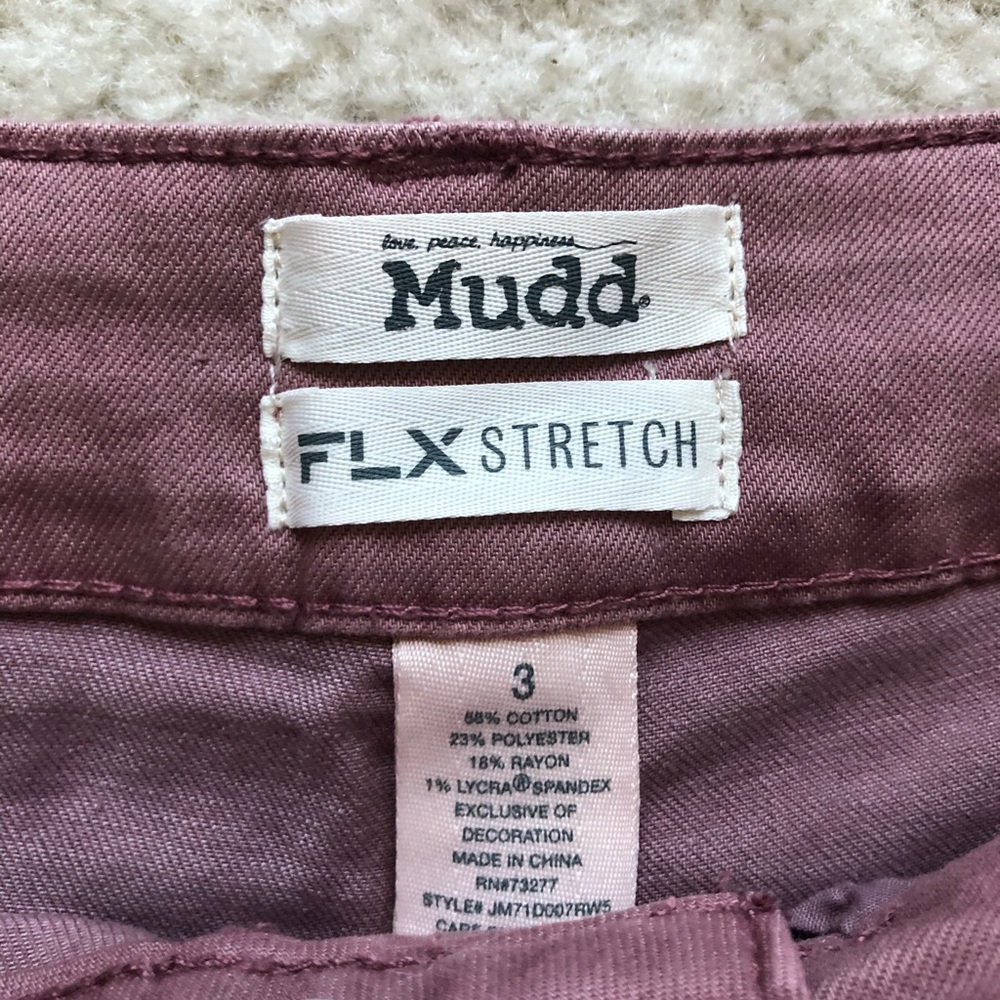 love, peace, happiness
Mudd®
FLX STRETCH
3
58% COTTON
23% POLYESTER
18% RAYON
1% LYCRA® SPANDEX
EXCLUSIVE OF
DECORATION
MADE IN CHINA
RN#73277
STYLE# JM71D007RW5
CARE